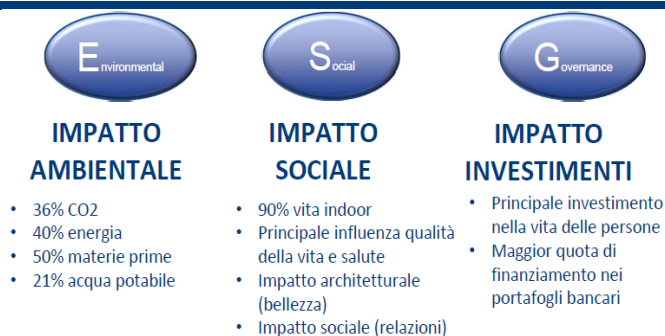 Environmental
IMPATTO
AMBIENTALE
• 36% CO2
• 40% energia
• 50% materie prime
• 21% acqua potabile
Social
IMPATTO
SOCIALE
• 90% vita indoor
• Principale influenza qualità
della vita e salute
• Impatto architetturale
(bellezza)
• Impatto sociale (relazioni)
Governance
IMPATTO
INVESTIMENTI
• Principale investimento
nella vita delle persone
• Maggior quota di
finanziamento nei
portafogli bancari